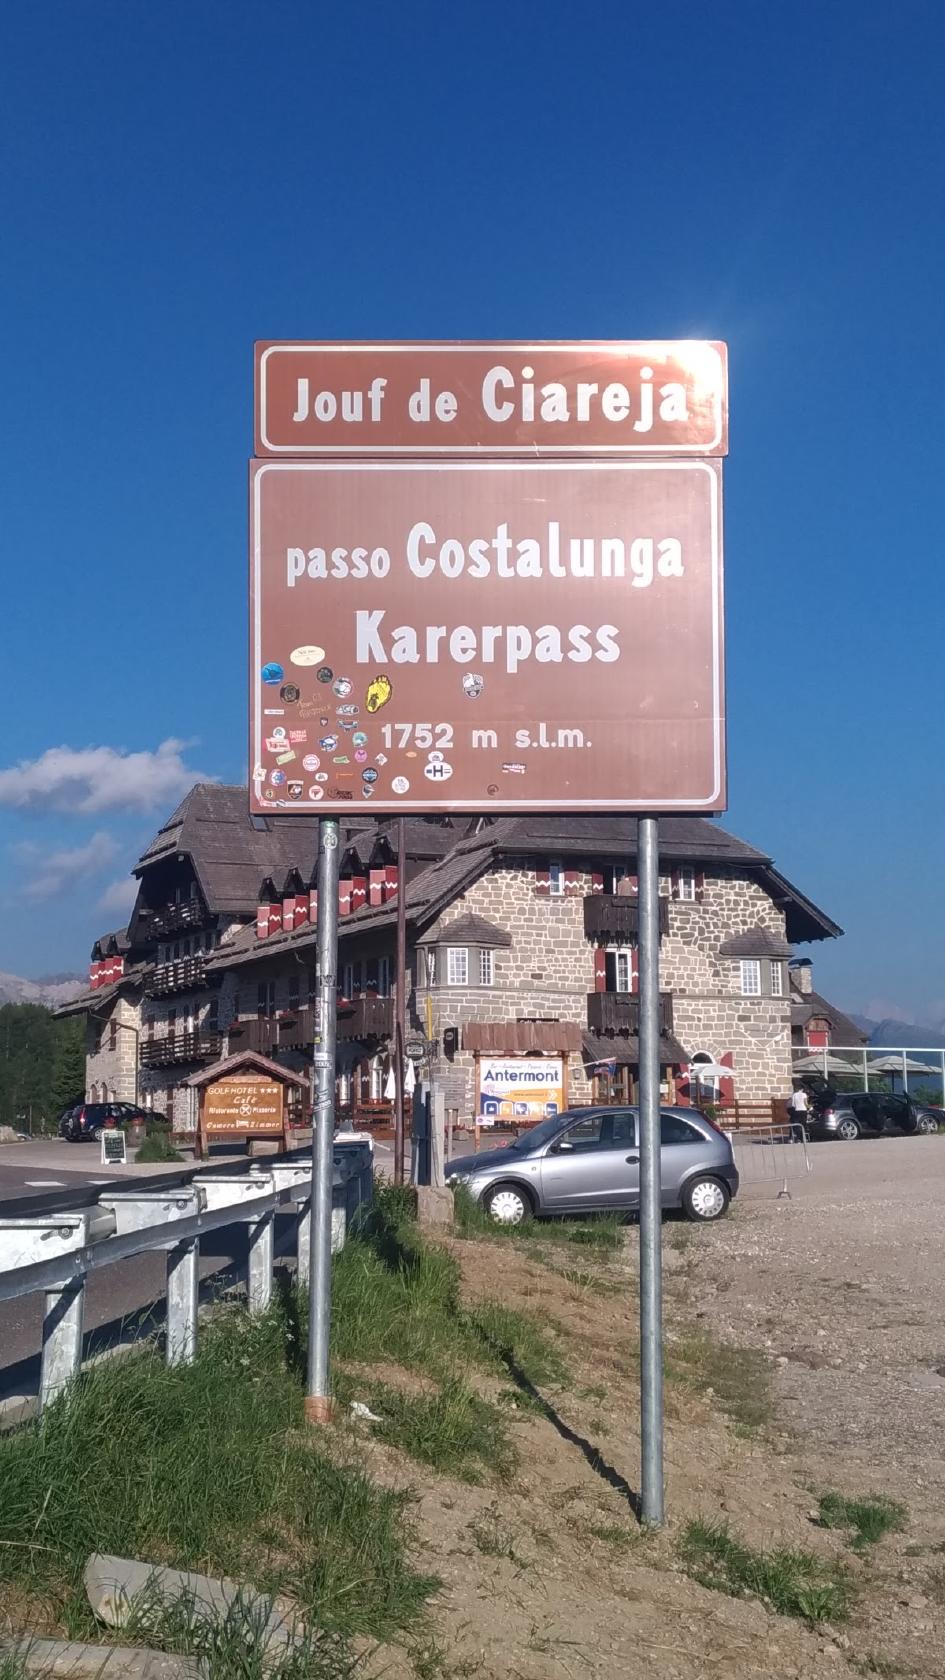 Jouf de Ciareja
passo Costalunga
Karerpass
1752 m s.l.m.
H
Antermont
GOLFHOTEL ★★★
Café
Ristorante Pizzeria
Camere Zimmer